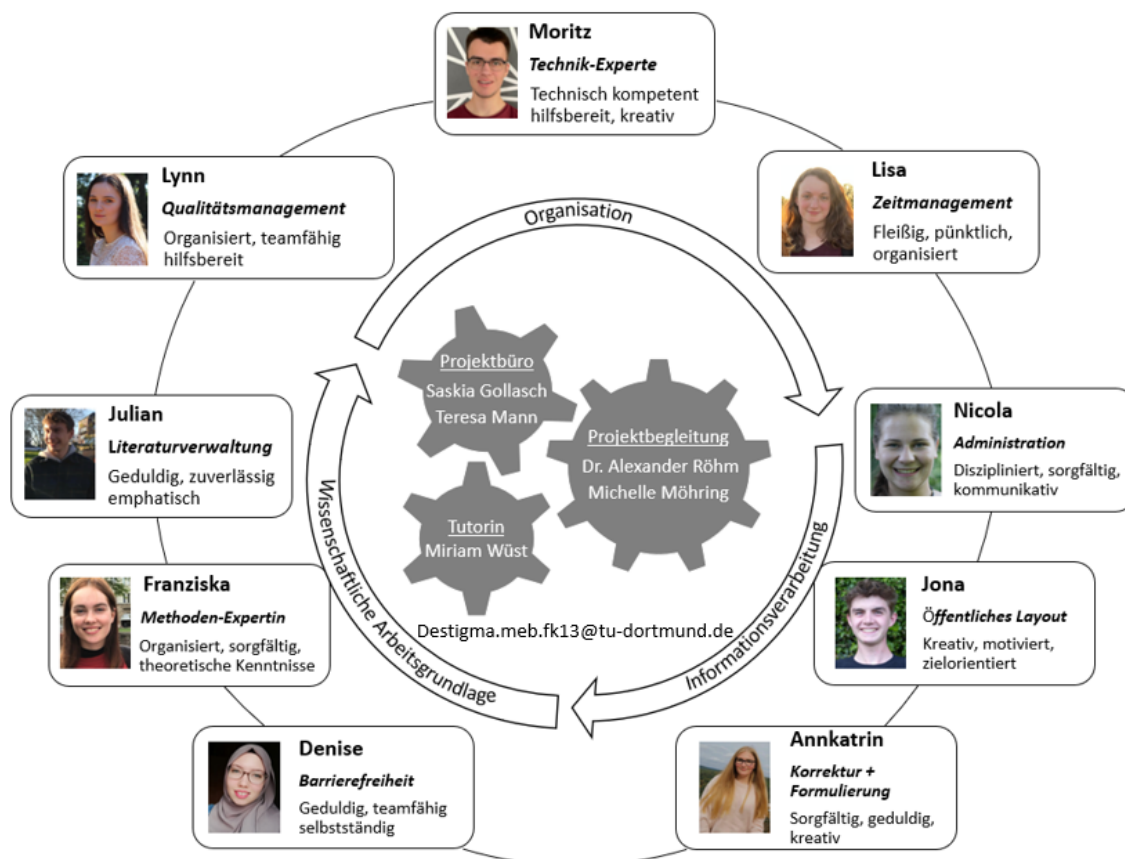 Moritz
Technik-Experte
Technisch kompetent
hilfsbereit, kreativ
Lynn
Qualitätsmanagement
Organisiert, teamfähig
hilfsbereit
Lisa
Zeitmanagement
Fleißig, pünktlich,
organisiert
Organisation
Projektbüro
Saskia Gollasch
Teresa Mann
Projektbegleitung
Dr. Alexander Röhm
Michelle Möhring
Tutorin
Miriam Wüst
Destigma.meb.fk13@tu-dortmund.de
Julian
Literaturverwaltung
Geduldig, zuverlässig
emphatisch
Nicola
Administration
Diszipliniert, sorgfältig,
kommunikativ
Wissenschaftliche Arbeitsgrundlage
Informationsverarbeitung
Franziska
Methoden-Expertin
Organisiert, sorgfältig,
theoretische Kenntnisse
Jona
Öffentliches Layout
Kreativ, motiviert,
zielorientiert
Denise
Barrierefreiheit
Geduldig, teamfähig
selbstständig
Annkatrin
Korrektur +
Formulierung
Sorgfältig, geduldig,
kreativ